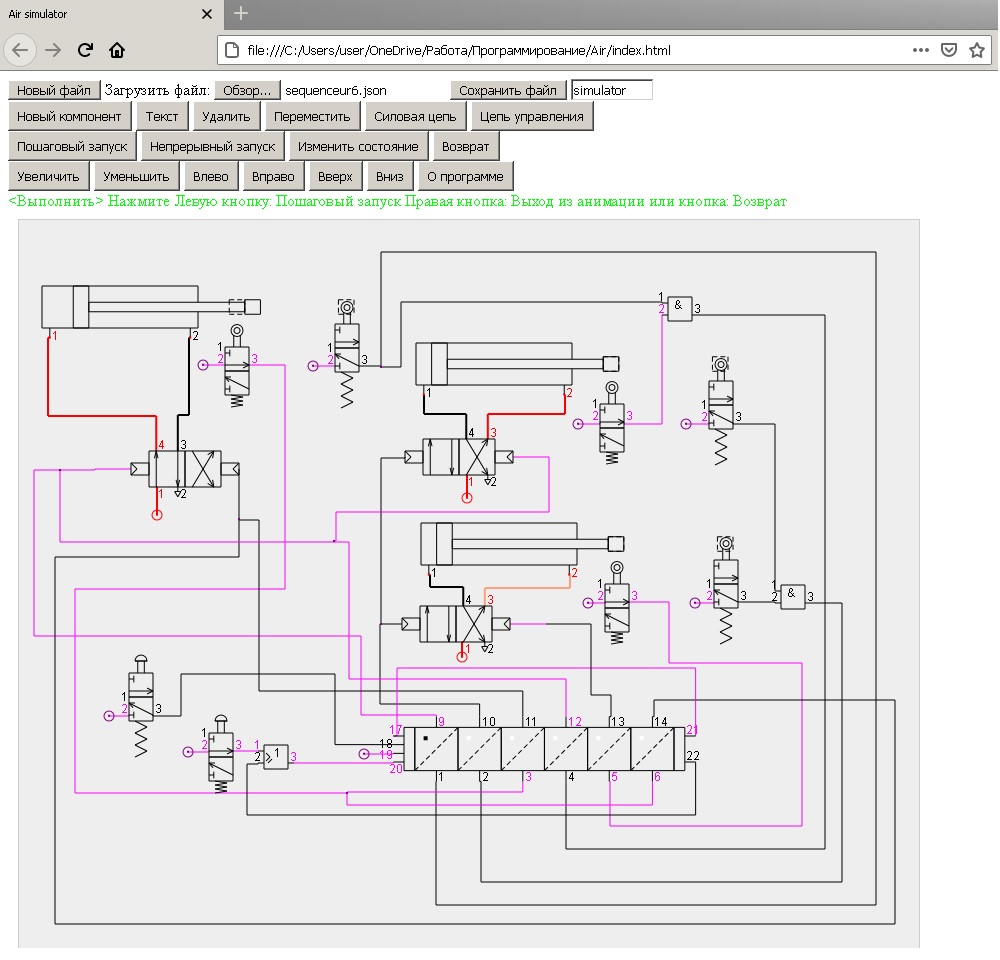 Air simulator
file:///C:/Users/user/OneDrive/Работа/Программирование/Air/index.html
Новый файл Загрузить файл: Обзор... sequenceur6.json Сохранить файл simulator
Новый компонент Текст Удалить Переместить Силовая цепь Цепь управления
Пошаговый запуск Непрерывный запуск Изменить состояние Возврат
Увеличить Уменьшить Влево Вправо Вверх Вниз О программе
<Выполнить> Нажмите Левую кнопку: Пошаговый запуск Правая кнопка: Выход из анимации или кнопка: Возврат
1 2
1 2 3
1 2 3
1 2 & 3
4 3
1 2
1 2
1 2 3
1 2 3
4 3
1 2
1 2
1 2 3
1 2 3
1 2 & 3
4 3
1 2
1 2 3
1 2 3
1 2 1 3
17 18 19 20
9 10 11 12 13 14
21 22
1 2 3 4 5 6